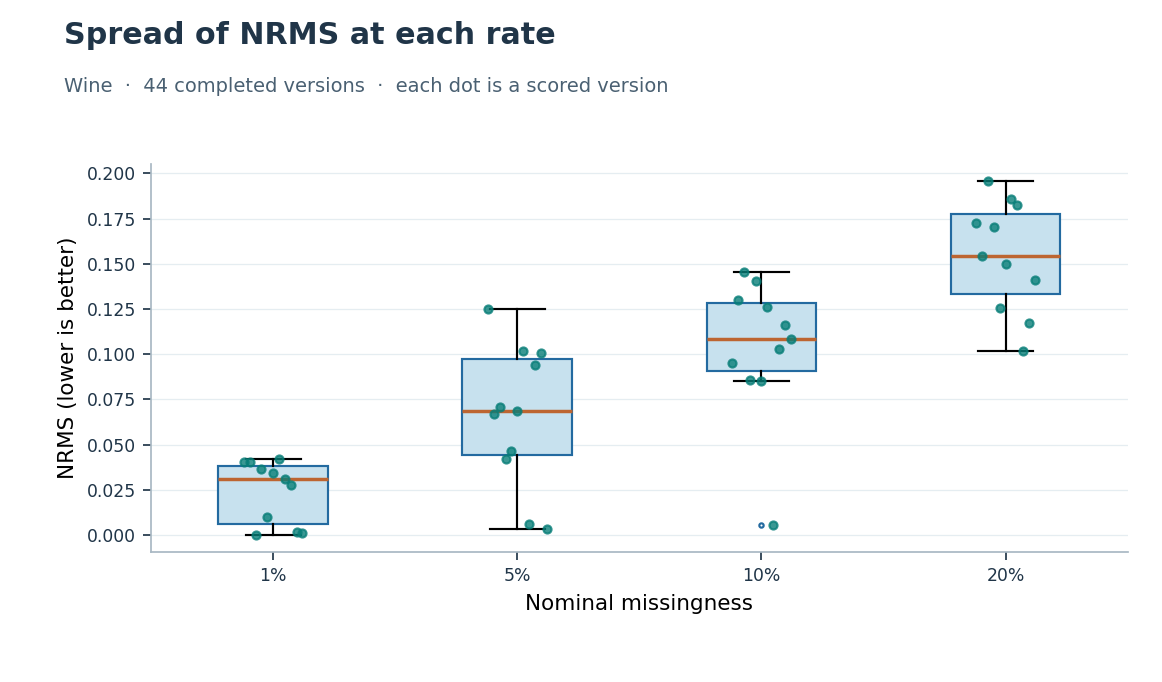 Spread of NRMS at each rate
Wine · 44 completed versions · each dot is a scored version
NRMS (lower is better)
0.200
0.175
0.150
0.125
0.100
0.075
0.050
0.025
0.000
1% 5% 10% 20%
Nominal missingness